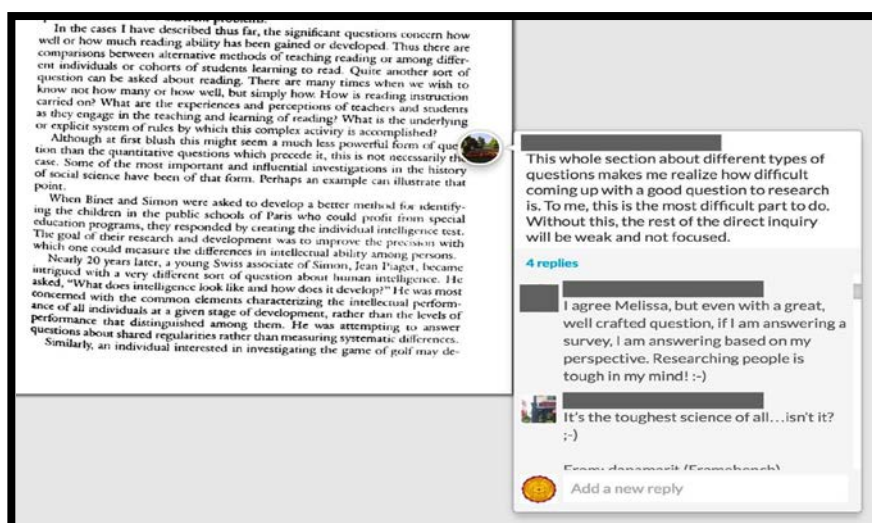 In the cases I have described thus far, the significant questions concern how
well or how much reading ability has been gained or developed. Thus there are
comparisons between alternative methods of teaching reading or among differ-
ent individuals or cohorts of students learning to read. Quite another sort of
question can be asked about reading. There are many times when we wish to
know not how many or how well, but simply how. How is reading instruction
carried on? What are the experiences and perceptions of teachers and students
as they engage in the teaching and learning of reading? What is the underlying
or explicit system of rules by which this complex activity is accomplished?
Although at first blush this might seem a much less powerful form of ques
tion than the quantitative questions which precede it, this is not necessarily the
case. Some of the most important and influential investigations in the history
of social science have been of that form. Perhaps an example can illustrate that
point.
When Binet and Simon were asked to develop a better method for identify-
ing the children in the public schools of Paris who could profit from special
education programs, they responded by creating the individual intelligence test.
The goal of their research and development was to improve the precision with
which one could measure the differences in intellectual ability among persons.
Nearly 20 years later, a young Swiss associate of Simon, Jean Piaget, became
intrigued with a very different sort of question about human intelligence. He
asked, "What does intelligence look like and how does it develop?" He was most
concerned with the common elements characterizing the intellectual perform-
ance of all individuals at a given stage of development, rather than the levels of
performance that distinguished among them. He was attempting to answer
questions about shared regularities rather than measuring systematic differences.
Similarly, an individual interested in investigating the game of golf may de-
This whole section about different types of
questions makes me realize how difficult
coming up with a good question to research
is. To me, this is the most difficult part to do.
Without this, the rest of the direct inquiry
will be weak and not focused.
4 replies
I agree Melissa, but even with a great,
well crafted question, if I am answering a
survey, I am answering based on my
perspective. Researching people is
tough in my mind! :-)
It's the toughest science of all...isn't it?
;-)
Add a new reply